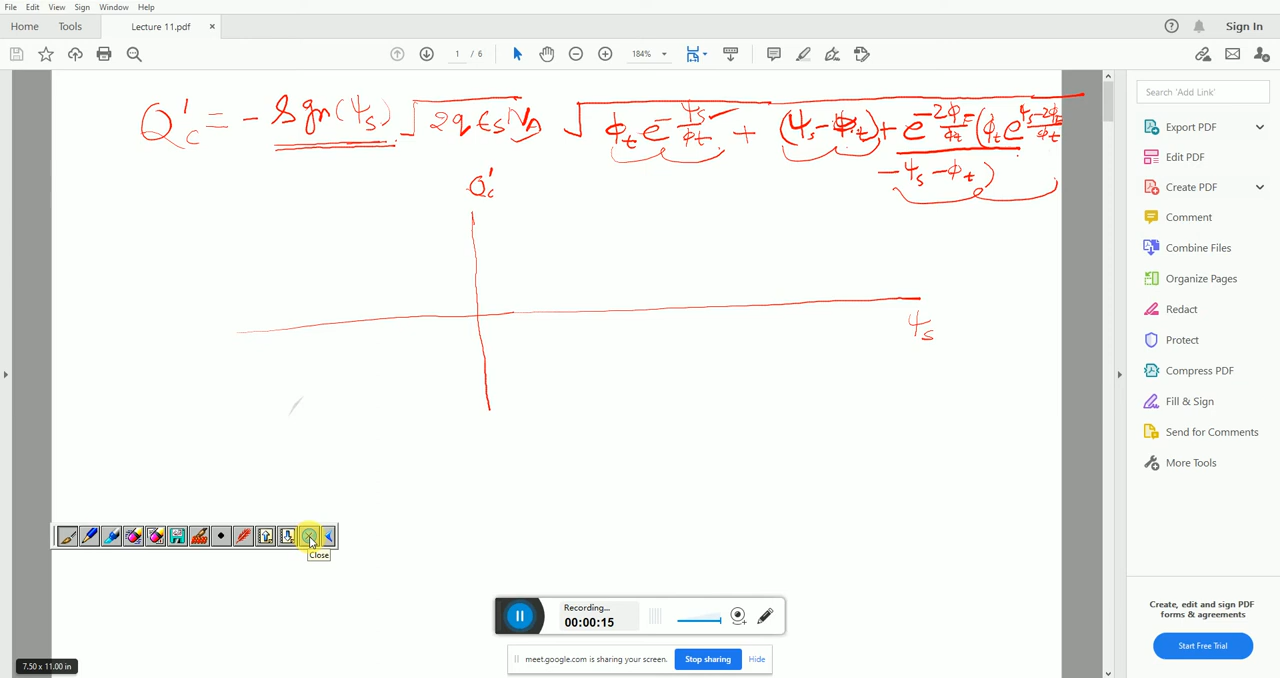 File Edit View Sign Window Help
Home Tools Lecture 11.pdf × Sign In
1 / 6 184%
Q'c = - Sgn(ψs) √2qϵsNA √ϕt e^(-ψs/ϕt) + (ψs-ϕt) + e^(-2ϕF/ϕt) (ϕt e^((ψs-2ϕF)/ϕt)
-ψs-ϕt)
Q'c
ψs
Search 'Add Link'
Export PDF
Edit PDF
Create PDF
Comment
Combine Files
Organize Pages
Redact
Protect
Compress PDF
Fill & Sign
Send for Comments
More Tools
Close
Create, edit and sign PDF
forms & agreements
Start Free Trial
Recording...
00:00:15
meet.google.com is sharing your screen. Stop sharing Hide
7.50 x 11.00 in